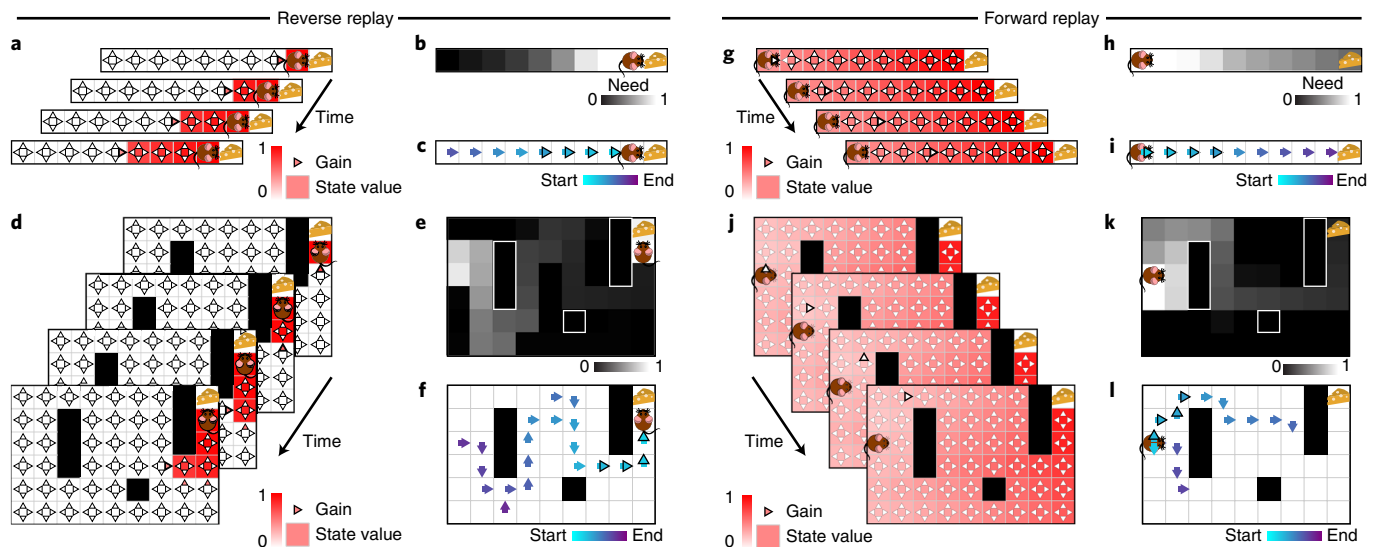 Reverse replay
Forward replay
a
b
Need
0 1
Time
1
Gain
0
State value
c
Start End
d
Time
1
Gain
0
State value
e
0 1
f
Start End
g
h
Need
0 1
Time
1
Gain
0
State value
i
Start End
j
Time
1
Gain
0
State value
k
0 1
l
Start End